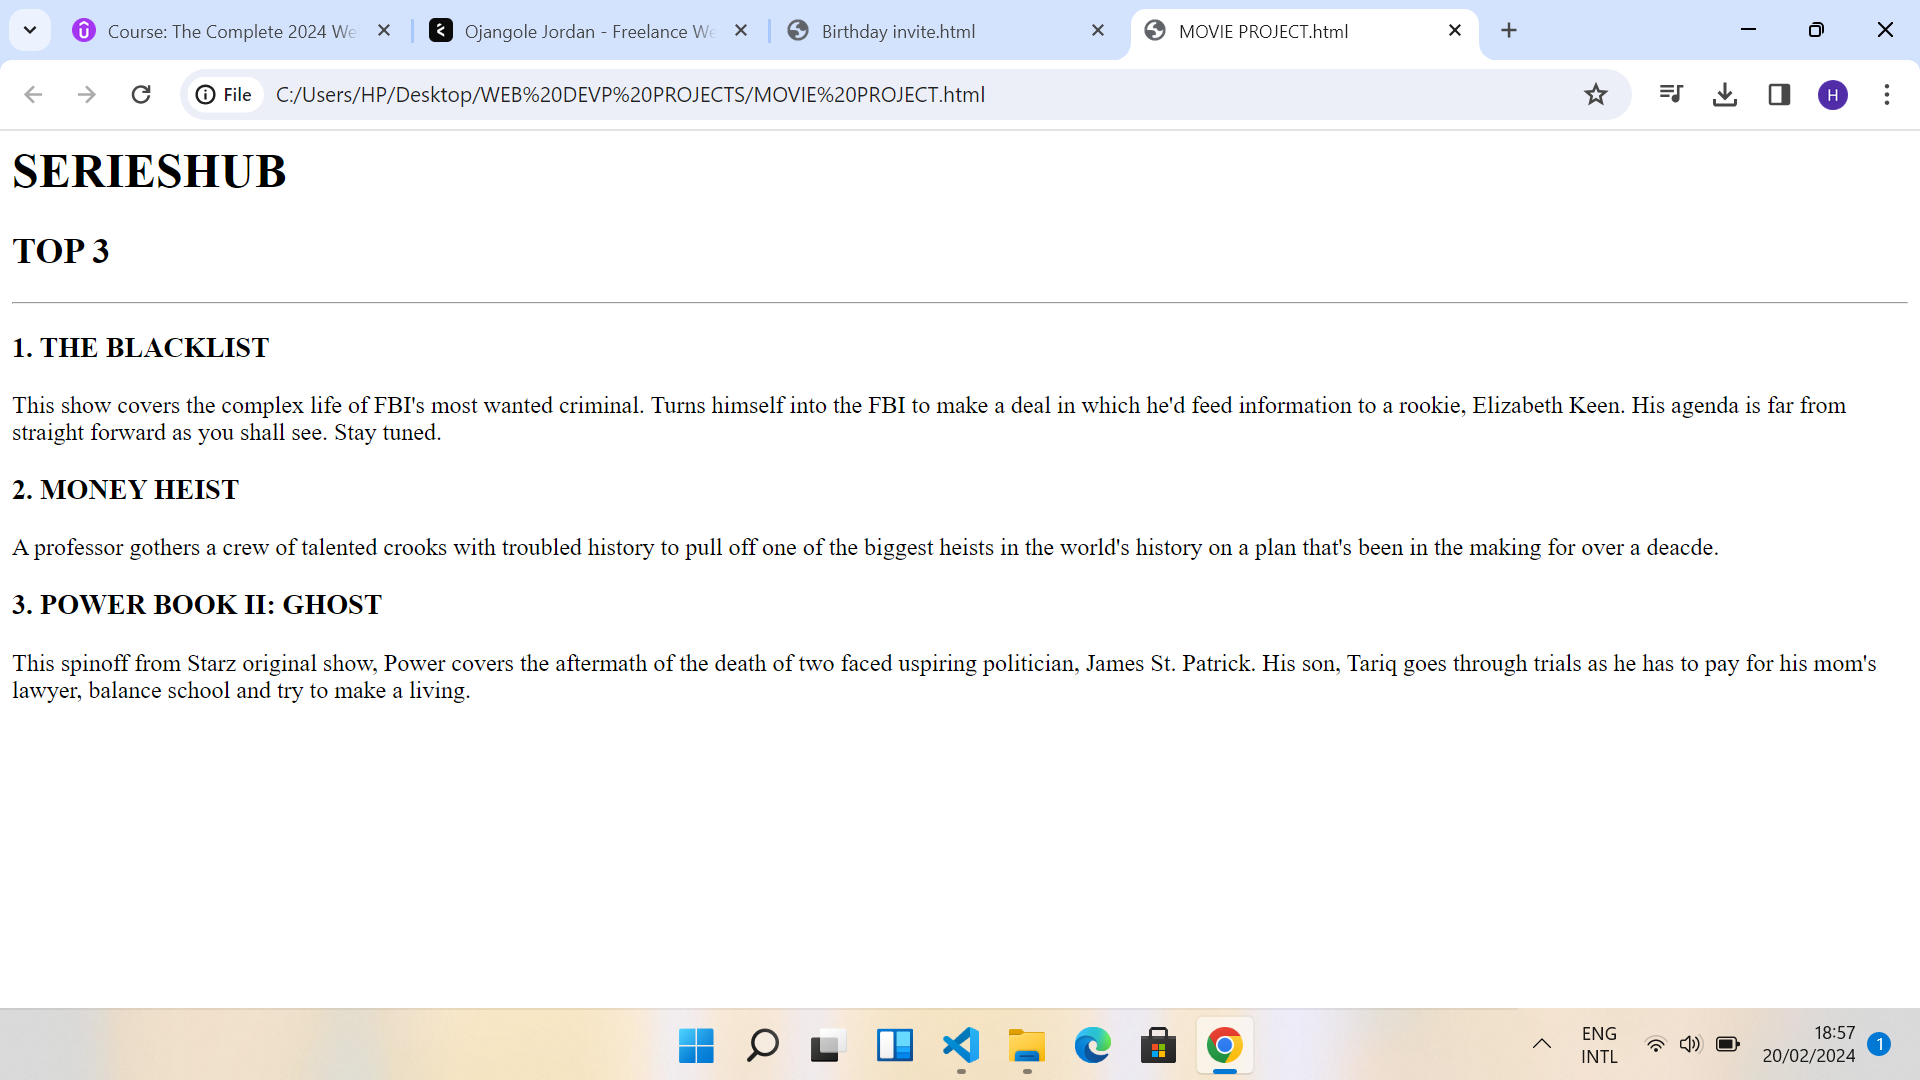 Course: The Complete 2024 We
Ojangole Jordan - Freelance We
Birthday invite.html
MOVIE PROJECT.html
File
C:/Users/HP/Desktop/WEB%20DEVP%20PROJECTS/MOVIE%20PROJECT.html
H
SERIESHUB
TOP 3
1. THE BLACKLIST
This show covers the complex life of FBI's most wanted criminal. Turns himself into the FBI to make a deal in which he'd feed information to a rookie, Elizabeth Keen. His agenda is far from
straight forward as you shall see. Stay tuned.
2. MONEY HEIST
A professor gothers a crew of talented crooks with troubled history to pull off one of the biggest heists in the world's history on a plan that's been in the making for over a deacde.
3. POWER BOOK II: GHOST
This spinoff from Starz original show, Power covers the aftermath of the death of two faced uspiring politician, James St. Patrick. His son, Tariq goes through trials as he has to pay for his mom's
lawyer, balance school and try to make a living.
ENG
INTL
18:57
20/02/2024
1